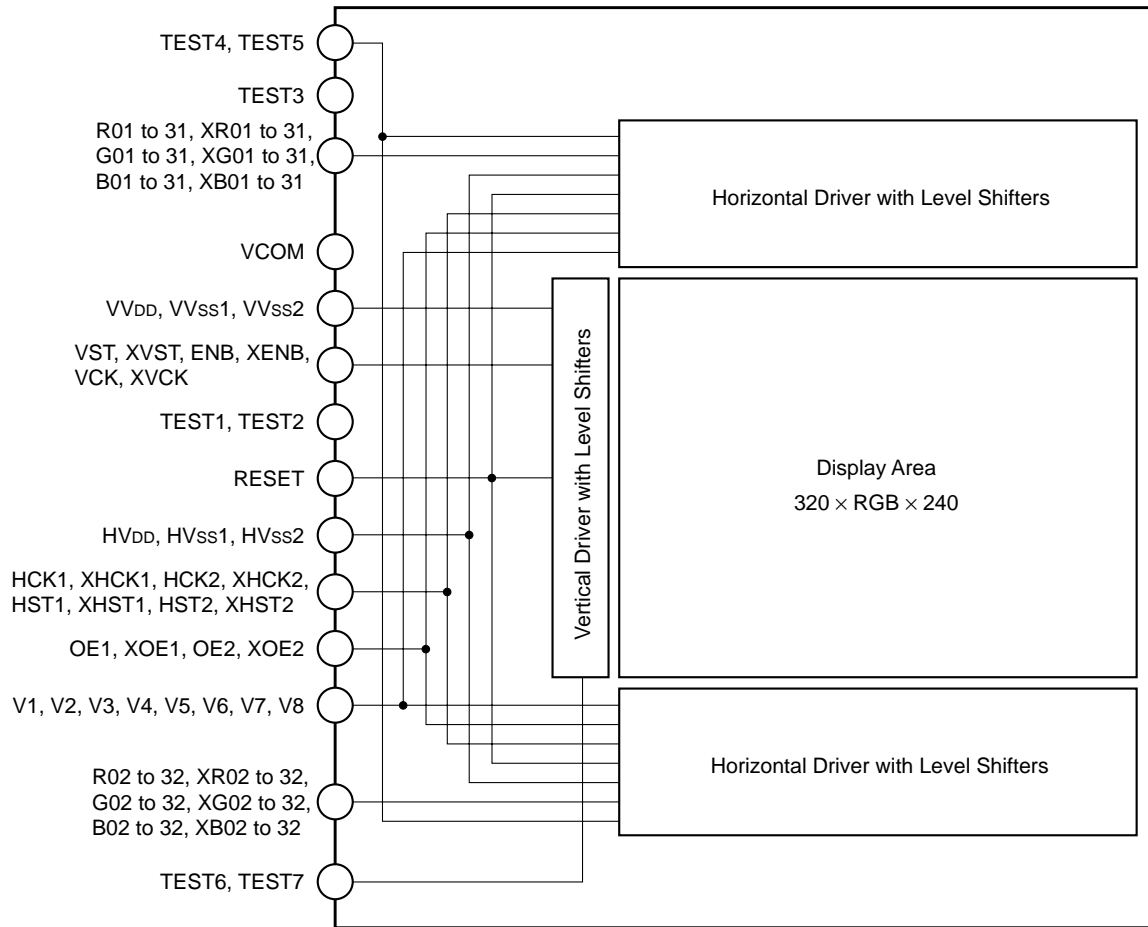 TEST4, TEST5
TEST3
R01 to 31, XR01 to 31,
G01 to 31, XG01 to 31,
B01 to 31, XB01 to 31
Horizontal Driver with Level Shifters
VCOM
VVDD, VVSS1, VVSS2
VST, XVST, ENB, XENB,
VCK, XVCK
TEST1, TEST2
RESET
Vertical Driver with Level Shifters
Display Area
320 × RGB × 240
HVDD, HVSS1, HVSS2
HCK1, XHCK1, HCK2, XHCK2,
HST1, XHST1, HST2, XHST2
OE1, XOE1, OE2, XOE2
V1, V2, V3, V4, V5, V6, V7, V8
Horizontal Driver with Level Shifters
R02 to 32, XR02 to 32,
G02 to 32, XG02 to 32,
B02 to 32, XB02 to 32
TEST6, TEST7